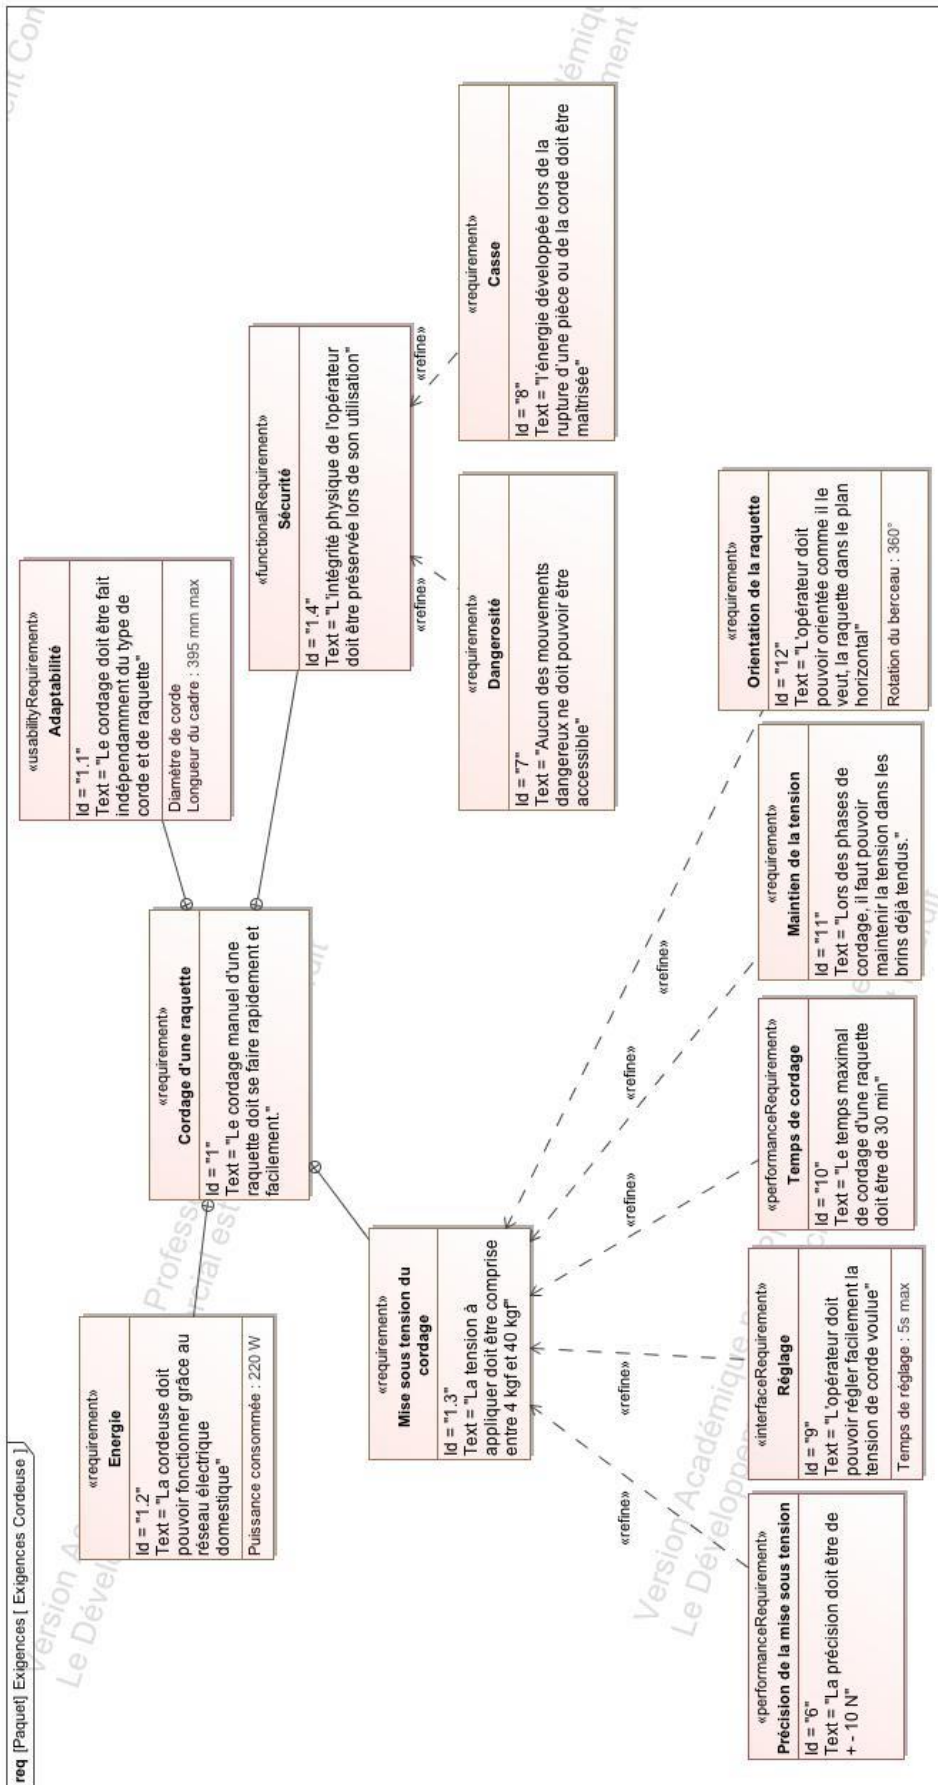 req [Paquet] Exigences [ Exigences Cordeuse ]
«requirement»
Energie
Id = "1.2"
Text = "La cordeuse doit
pouvoir fonctionner grâce au
réseau électrique
domestique"
Puissance consommée : 220 W
«requirement»
Cordage d'une raquette
Id = "1"
Text = "Le cordage manuel d'une
raquette doit se faire rapidement et
facilement."
«usabilityRequirement»
Adaptabilité
Id = "1.1"
Text = "Le cordage doit être fait
indépendamment du type de
corde et de raquette"
Diamètre de corde
Longueur du cadre : 395 mm max
«functionalRequirement»
Sécurité
Id = "1.4"
Text = "L'intégrité physique de l'opérateur
doit être préservée lors de son utilisation"
«refine»
«refine»
«requirement»
Mise sous tension du
cordage
Id = "1.3"
Text = "La tension à
appliquer doit être comprise
entre 4 kgf et 40 kgf"
«requirement»
Dangerosité
Id = "7"
Text = "Aucun des mouvements
dangereux ne doit pouvoir être
accessible"
«requirement»
Casse
Id = "8"
Text = "l'énergie développée lors de la
rupture d'une pièce ou de la corde doit être
maîtrisée"
«refine»
«refine»
«refine»
«refine»
«refine»
«performanceRequirement»
Précision de la mise sous tension
Id = "6"
Text = "La précision doit être de
+ - 10 N"
«interfaceRequirement»
Réglage
Id = "9"
Text = "L'opérateur doit
pouvoir régler facilement la
tension de corde voulue"
Temps de réglage : 5s max
«performanceRequirement»
Temps de cordage
Id = "10"
Text = "Le temps maximal
de cordage d'une raquette
doit être de 30 min"
«requirement»
Maintien de la tension
Id = "11"
Text = "Lors des phases de
cordage, il faut pouvoir
maintenir la tension dans les
brins déjà tendus."
«requirement»
Orientation de la raquette
Id = "12"
Text = "L'opérateur doit
pouvoir orientée comme il le
veut, la raquette dans le plan
horizontal"
Rotation du berceau : 360°
Version Académique
Le Développement